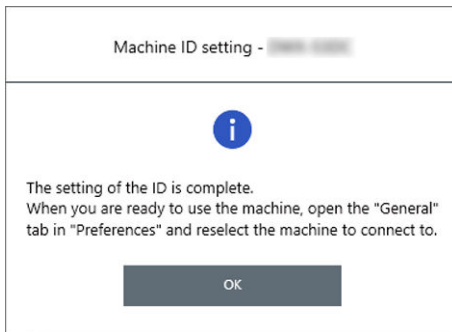 Machine ID setting -
The setting of the ID is complete.
When you are ready to use the machine, open the "General"
tab in "Preferences" and reselect the machine to connect to.
OK